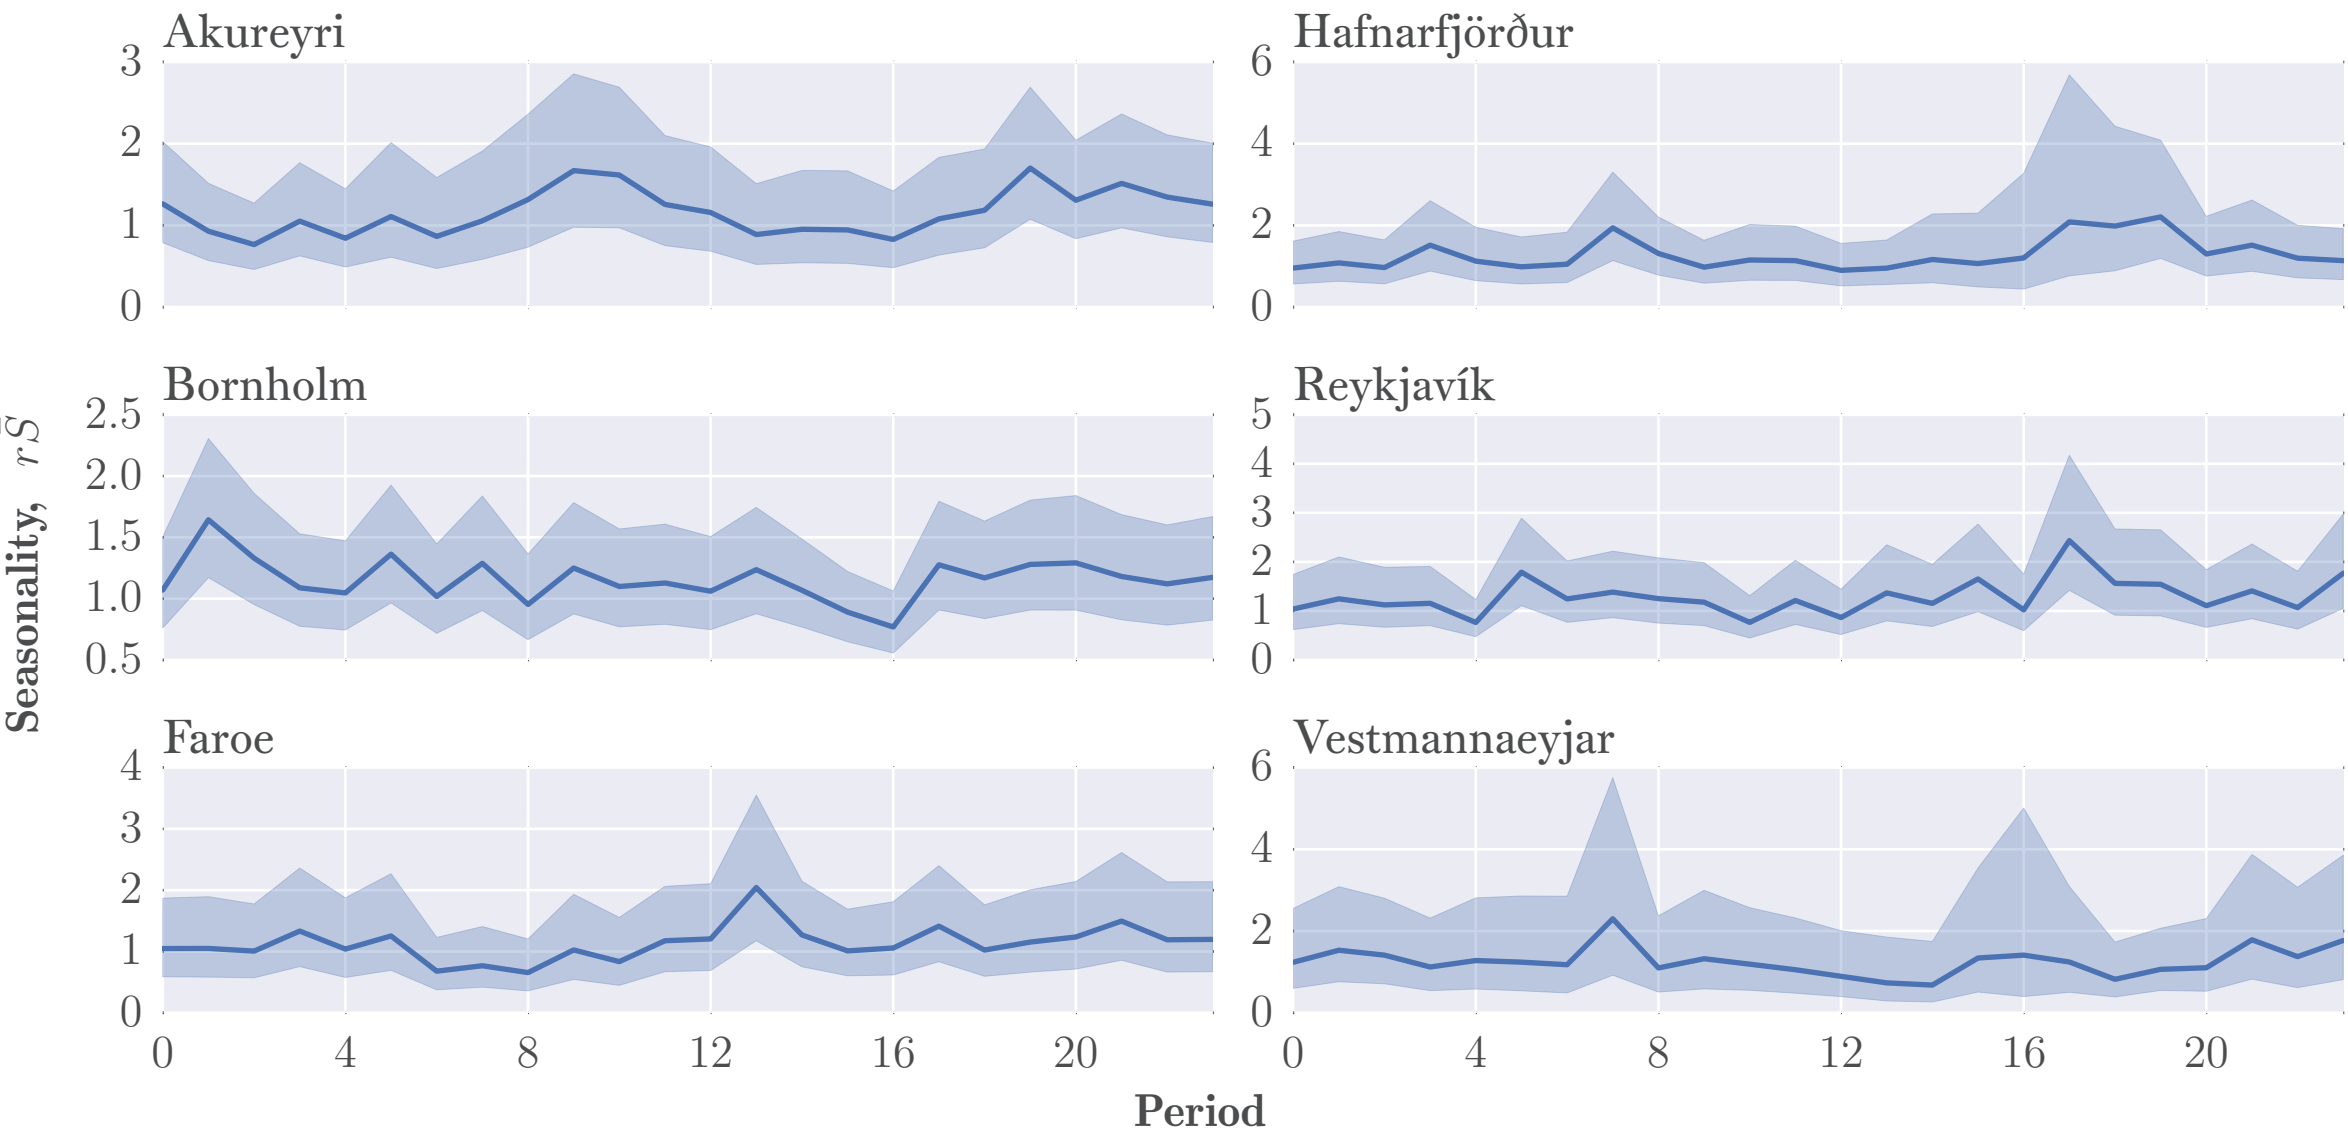 Akureyri
3
2
1
0
Hafnarfjörður
6
4
2
0
Bornholm
2.5
2.0
1.5
1.0
0.5
Reykjavík
5
4
3
2
1
0
Seasonality, rS̄
Faroe
4
3
2
1
0
0 4 8 12 16 20
Vestmannaeyjar
6
4
2
0
0 4 8 12 16 20
Period